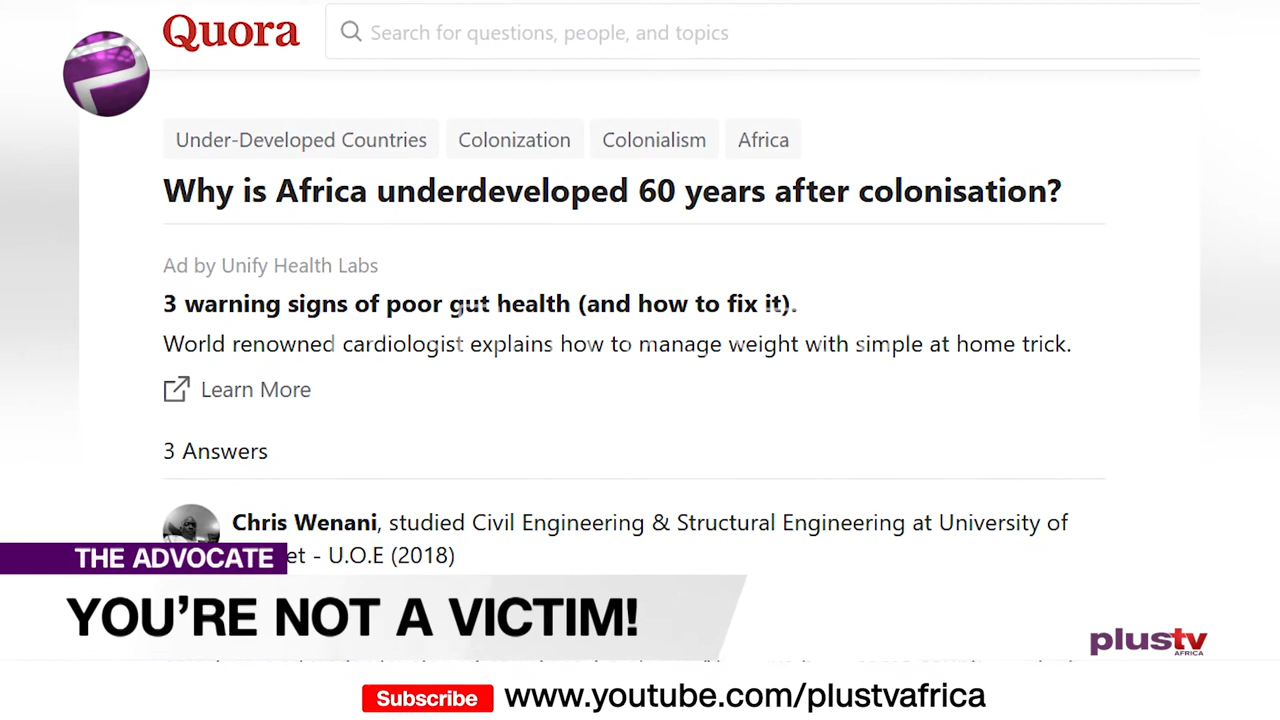 Quora
Search for questions, people, and topics
Under-Developed Countries Colonization Colonialism Africa
Why is Africa underdeveloped 60 years after colonisation?
Ad by Unify Health Labs
3 warning signs of poor gut health (and how to fix it).
World renowned cardiologist explains how to manage weight with simple at home trick.
Learn More
3 Answers
Chris Wenani, studied Civil Engineering & Structural Engineering at University of
et - U.O.E (2018)
THE ADVOCATE
YOU'RE NOT A VICTIM!
plustv
AFRICA
Subscribe www.youtube.com/plustvafrica